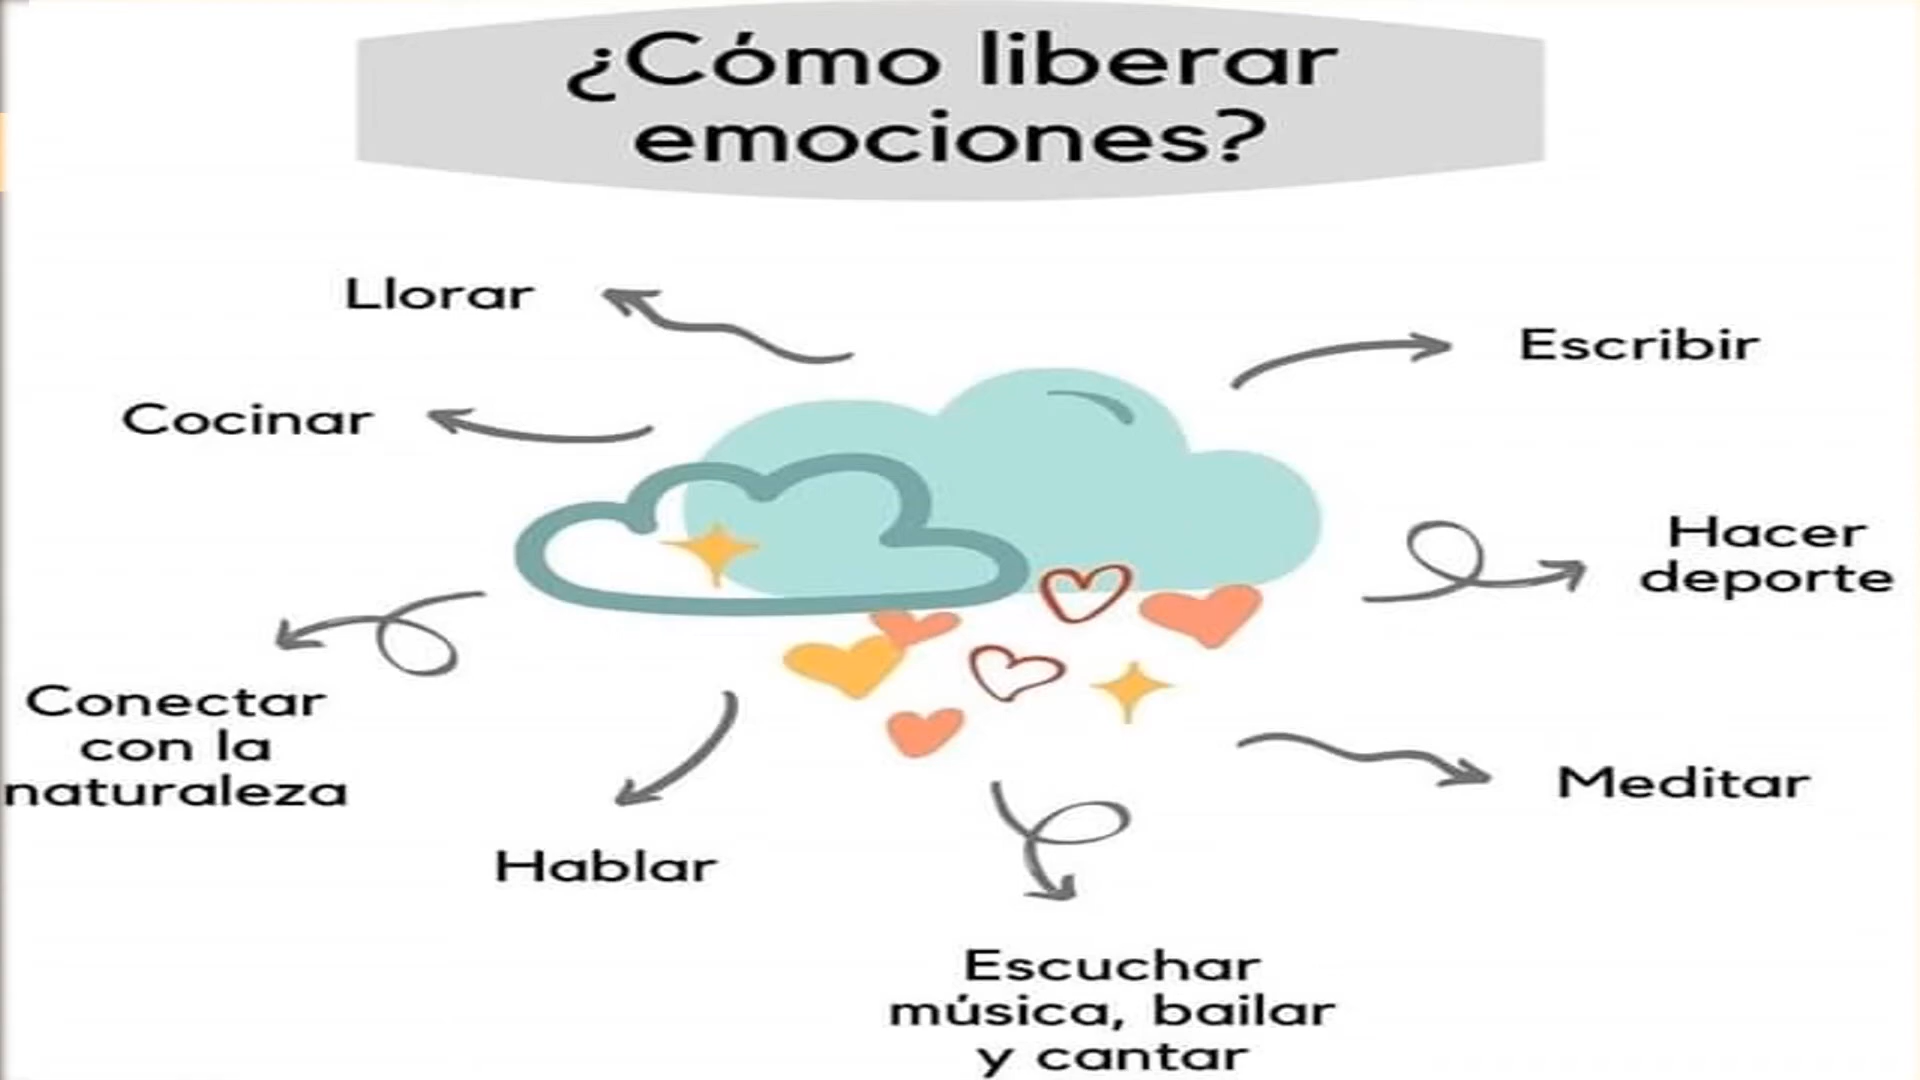 ¿Cómo liberar
emociones?
Llorar
Escribir
Cocinar
Hacer
deporte
Conectar
con la
naturaleza
Meditar
Hablar
Escuchar
música, bailar
y cantar